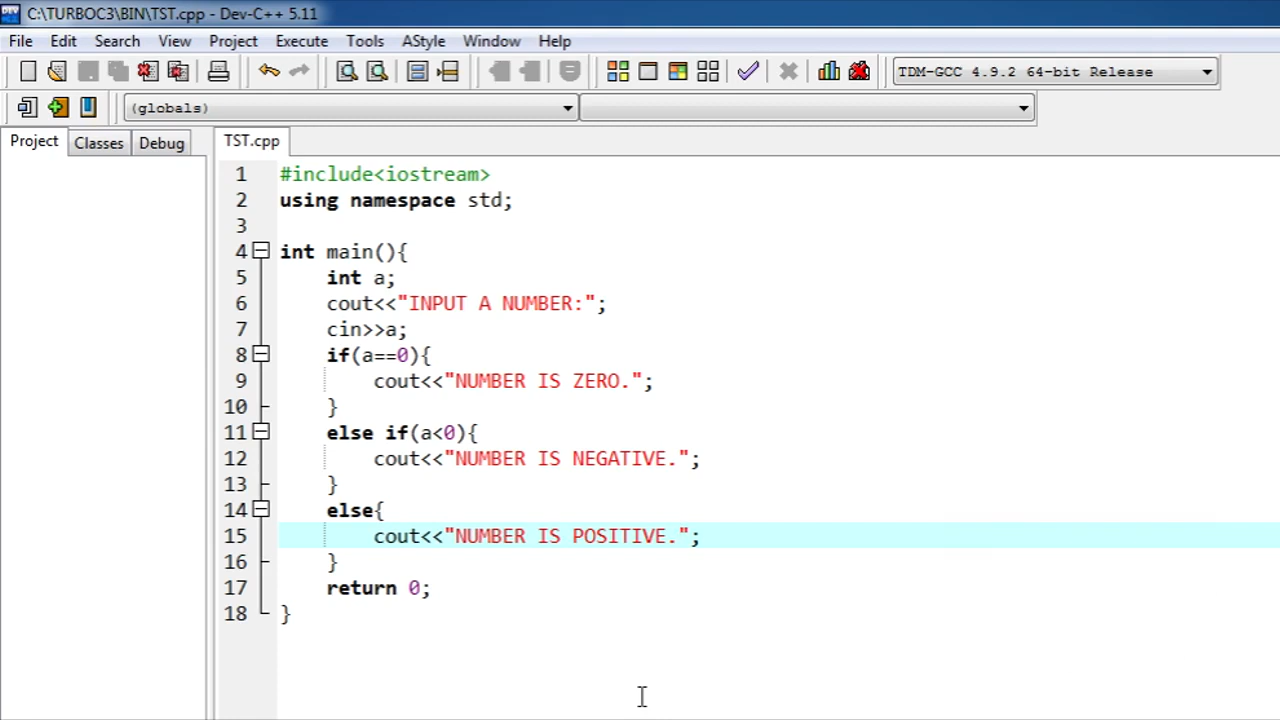 C:\TURBOC3\BIN\TST.cpp - Dev-C++ 5.11
File Edit Search View Project Execute Tools AStyle Window Help
TDM-GCC 4.9.2 64-bit Release
(globals)
Project Classes Debug TST.cpp
1 #include<iostream>
2 using namespace std;
3
4 int main(){
5 int a;
6 cout<<"INPUT A NUMBER:";
7 cin>>a;
8 if(a==0){
9 cout<<"NUMBER IS ZERO.";
10 }
11 else if(a<0){
12 cout<<"NUMBER IS NEGATIVE.";
13 }
14 else{
15 cout<<"NUMBER IS POSITIVE.";
16 }
17 return 0;
18 }